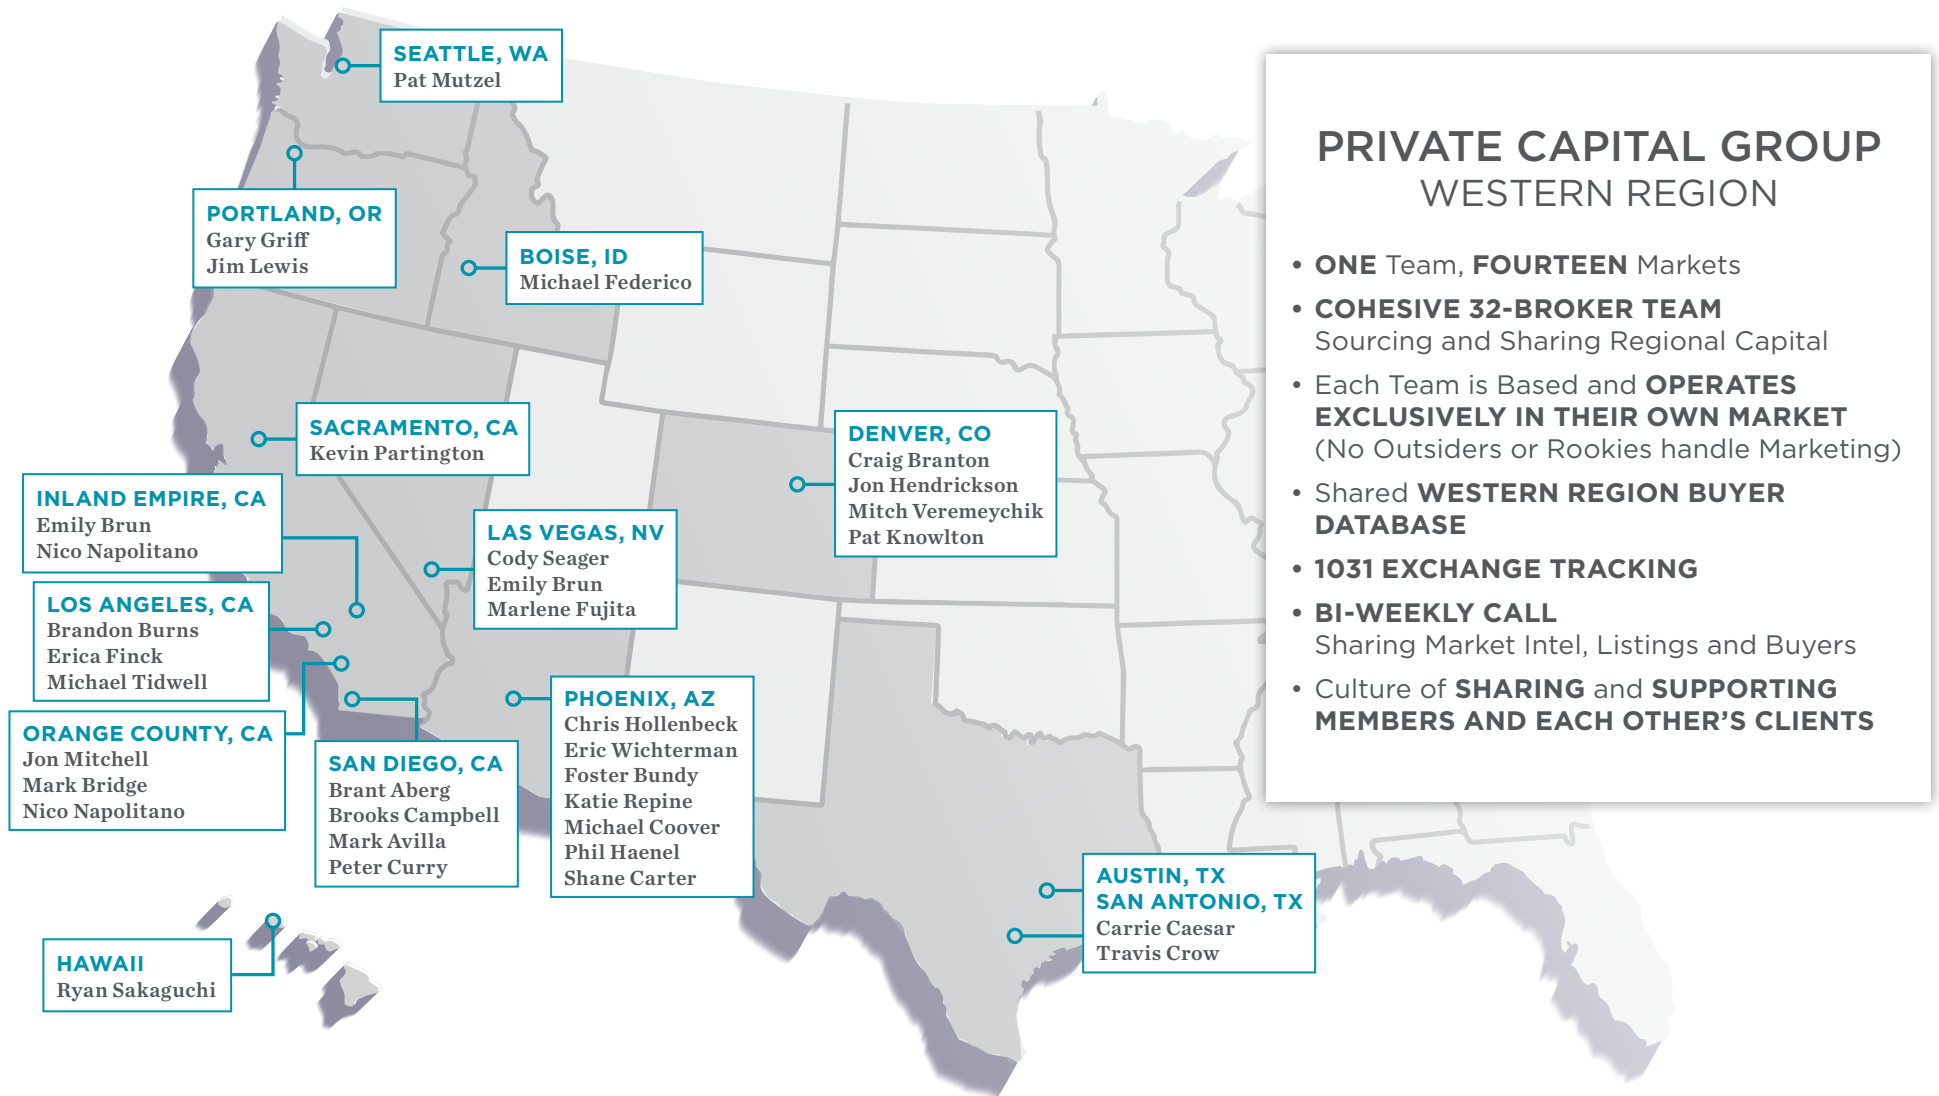 SEATTLE, WA
Pat Mutzel
PORTLAND, OR
Gary Griff
Jim Lewis
BOISE, ID
Michael Federico
SACRAMENTO, CA
Kevin Partington
INLAND EMPIRE, CA
Emily Brun
Nico Napolitano
LOS ANGELES, CA
Brandon Burns
Erica Finck
Michael Tidwell
ORANGE COUNTY, CA
Jon Mitchell
Mark Bridge
Nico Napolitano
LAS VEGAS, NV
Cody Seager
Emily Brun
Marlene Fujita
DENVER, CO
Craig Branton
Jon Hendrickson
Mitch Veremeychik
Pat Knowlton
SAN DIEGO, CA
Brant Aberg
Brooks Campbell
Mark Avilla
Peter Curry
PHOENIX, AZ
Chris Hollenbeck
Eric Wichterman
Foster Bundy
Katie Repine
Michael Coover
Phil Haenel
Shane Carter
AUSTIN, TX
SAN ANTONIO, TX
Carrie Caesar
Travis Crow
HAWAII
Ryan Sakaguchi
PRIVATE CAPITAL GROUP
WESTERN REGION
• ONE Team, FOURTEEN Markets
• COHESIVE 32-BROKER TEAM
Sourcing and Sharing Regional Capital
• Each Team is Based and OPERATES
EXCLUSIVELY IN THEIR OWN MARKET
(No Outsiders or Rookies handle Marketing)
• Shared WESTERN REGION BUYER
DATABASE
• 1031 EXCHANGE TRACKING
• BI-WEEKLY CALL
Sharing Market Intel, Listings and Buyers
• Culture of SHARING and SUPPORTING
MEMBERS AND EACH OTHER'S CLIENTS